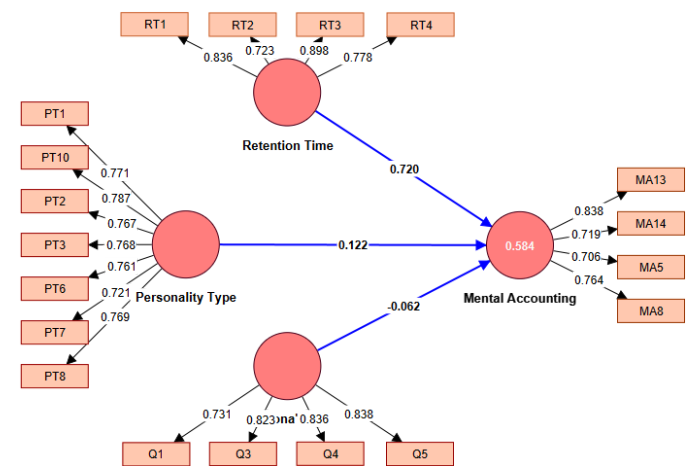 RT1
RT2
RT3
RT4
0.836
0.723
0.898
0.778
Retention Time
PT1
PT10
PT2
PT3
PT6
PT7
PT8
0.771
0.787
0.767
0.768
0.761
0.721
0.769
Personality Type
0.720
0.122
-0.062
0.584
Mental Accounting
MA13
MA14
MA5
MA8
0.838
0.719
0.706
0.764
0.731
0.823
0.836
0.838
Q1
Q3
Q4
Q5